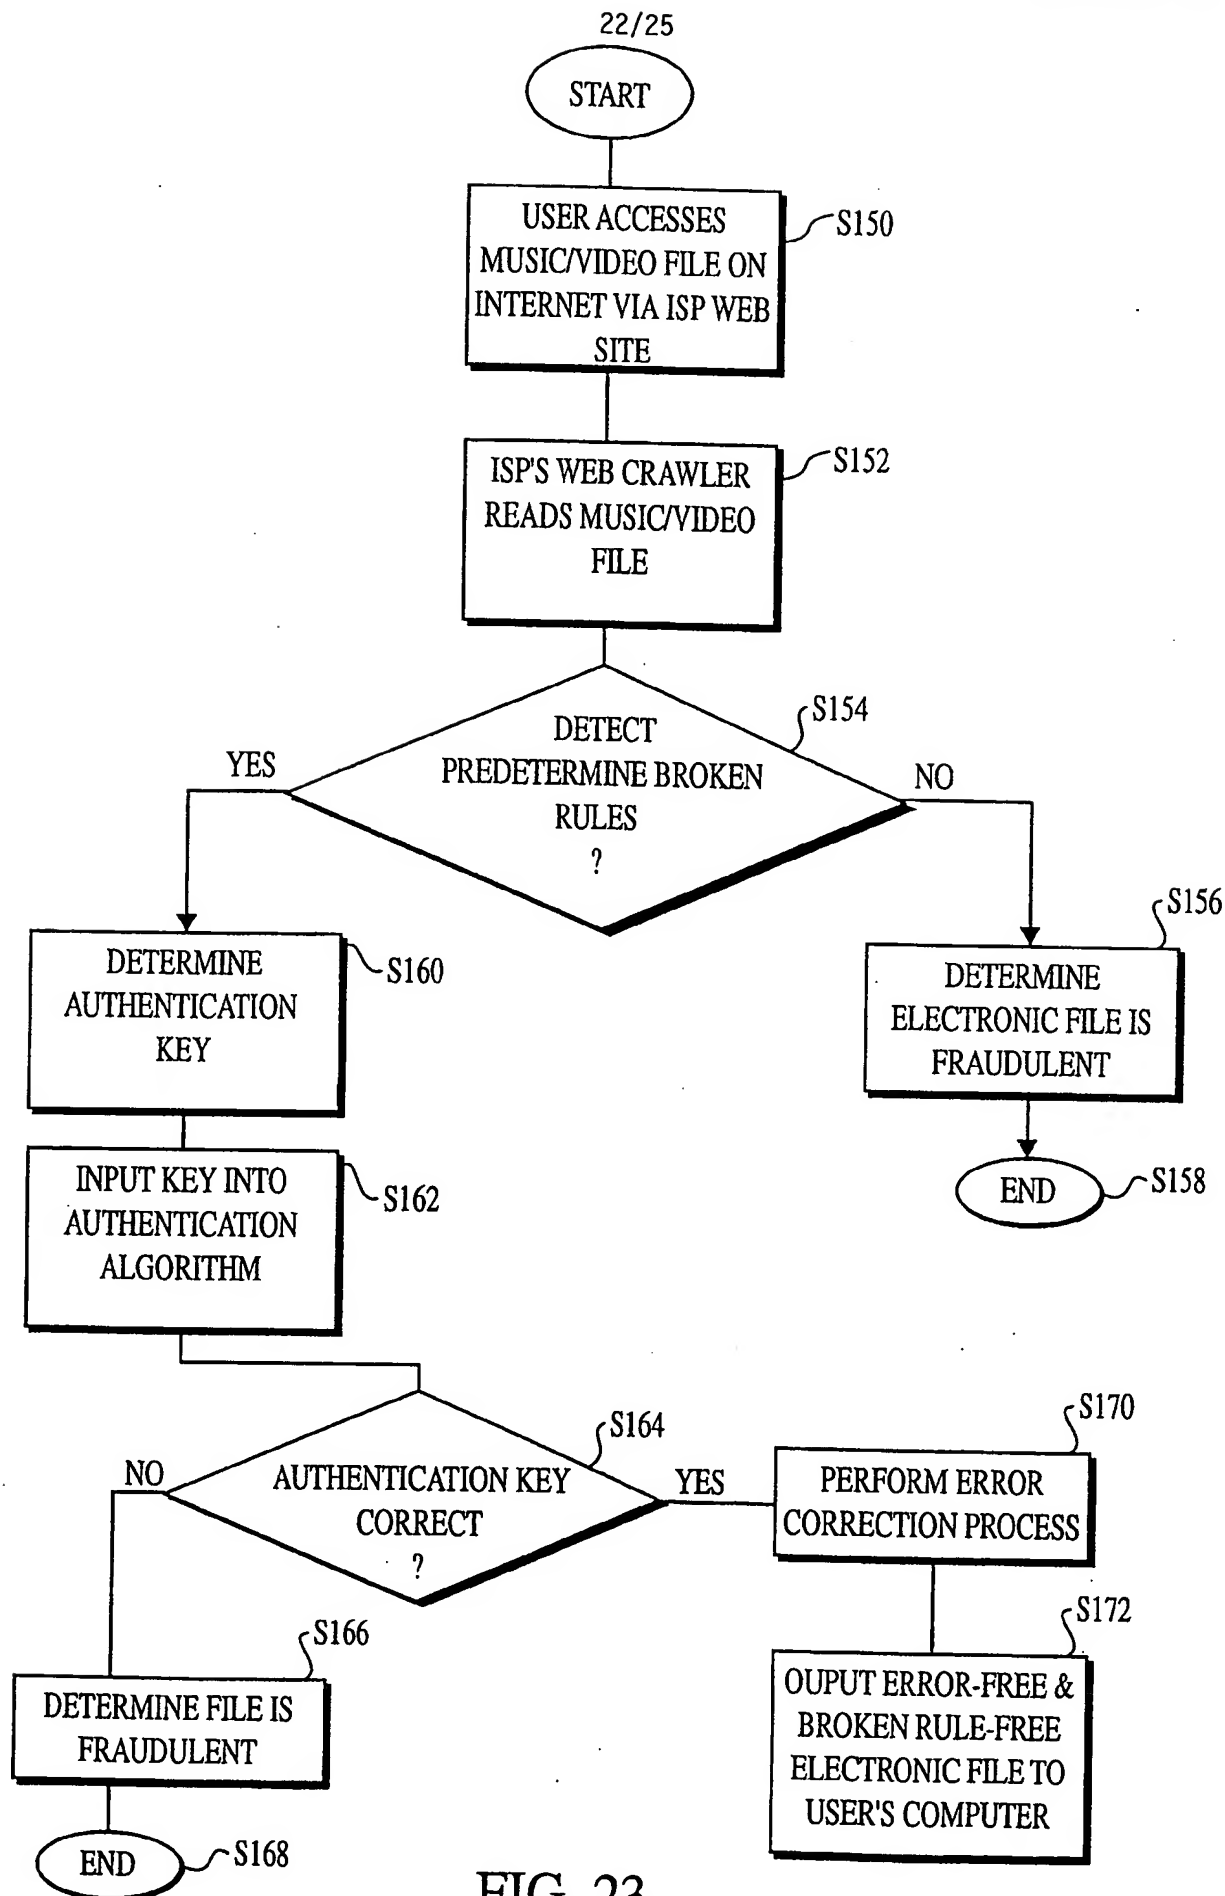 22/25
START
USER ACCESSES
MUSIC/VIDEO FILE ON
INTERNET VIA ISP WEB
SITE
S150
ISP'S WEB CRAWLER
READS MUSIC/VIDEO
FILE
S152
DETECT
PREDETERMINE BROKEN
RULES
?
S154
YES
NO
DETERMINE
AUTHENTICATION
KEY
S160
DETERMINE
ELECTRONIC FILE IS
FRAUDULENT
S156
INPUT KEY INTO
AUTHENTICATION
ALGORITHM
S162
END
S158
AUTHENTICATION KEY
CORRECT
?
S164
NO
YES
PERFORM ERROR
CORRECTION PROCESS
S170
DETERMINE FILE IS
FRAUDULENT
S166
OUPUT ERROR-FREE &
BROKEN RULE-FREE
ELECTRONIC FILE TO
USER'S COMPUTER
S172
END
S168
FIG. 23